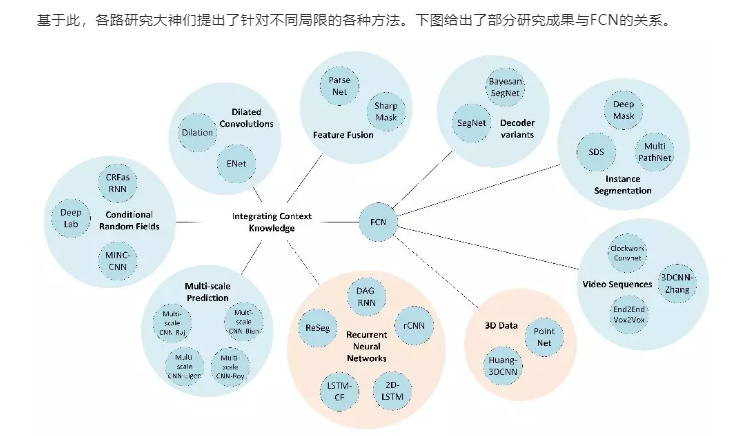 基于此，各路研究大神们提出了针对不同局限的各种方法。下图给出了部分研究成果与FCN的关系。
Parse
Net
Sharp
Mask
Feature Fusion
Bayesan
SegNet
SegNet
Decoder
variants
Dilated
Convolutions
Dilation
ENet
Deep
Mask
SDS
Multi
PathNet
Instance
Segmentation
CRFas
RNN
Deep
Lab
Conditional
Random Fields
MINC-
CNN
Integrating Context
Knowledge
FCN
Clockwork
Convnet
Video Sequences
3DCNN-
Zhang
End2End
Vox2Vox
Multi-scale
Prediction
Multi-
scale
CNN-Raj
Multi-
scale
CNN-Bian
Multi
scale
CNN-Eigen
Multi-
scale
CNN-Roy
DAG
RNN
ReSeg
rCNN
Recurrent
Neural
Networks
LSTM-
CF
2D-
LSTM
3D Data
Point
Net
Huang-
3DCNN